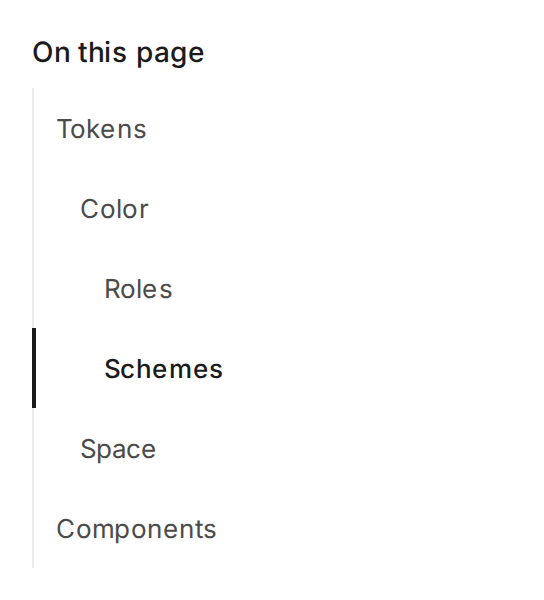 On this page
Tokens
Color
Roles
Schemes
Space
Components